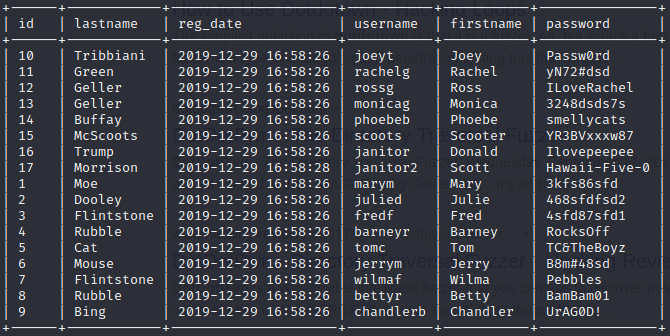 id | lastname | reg_date | username | firstname | password
10 | Tribbiani | 2019-12-29 16:58:26 | joeyt | Joey | Passw0rd
11 | Green | 2019-12-29 16:58:26 | rachelg | Rachel | yN72#dsd
12 | Geller | 2019-12-29 16:58:26 | rossg | Ross | ILoveRachel
13 | Geller | 2019-12-29 16:58:26 | monicag | Monica | 3248dsds7s
14 | Buffay | 2019-12-29 16:58:26 | phoebeb | Phoebe | smellycats
15 | McScoots | 2019-12-29 16:58:26 | scoots | Scooter | YR3BVxxxw87
16 | Trump | 2019-12-29 16:58:26 | janitor | Donald | Ilovepeepee
17 | Morrison | 2019-12-29 16:58:28 | janitor2 | Scott | Hawaii-Five-0
1 | Moe | 2019-12-29 16:58:26 | marym | Mary | 3kfs86sfd
2 | Dooley | 2019-12-29 16:58:26 | julied | Julie | 468sfdfsd2
3 | Flintstone | 2019-12-29 16:58:26 | fredf | Fred | 4sfd87sfd1
4 | Rubble | 2019-12-29 16:58:26 | barneyr | Barney | RocksOff
5 | Cat | 2019-12-29 16:58:26 | tomc | Tom | TC&TheBoyz
6 | Mouse | 2019-12-29 16:58:26 | jerrym | Jerry | B8m#48sd
7 | Flintstone | 2019-12-29 16:58:26 | wilmaf | Wilma | Pebbles
8 | Rubble | 2019-12-29 16:58:26 | bettyr | Betty | BamBam01
9 | Bing | 2019-12-29 16:58:26 | chandlerb | Chandler | UrAG0D!